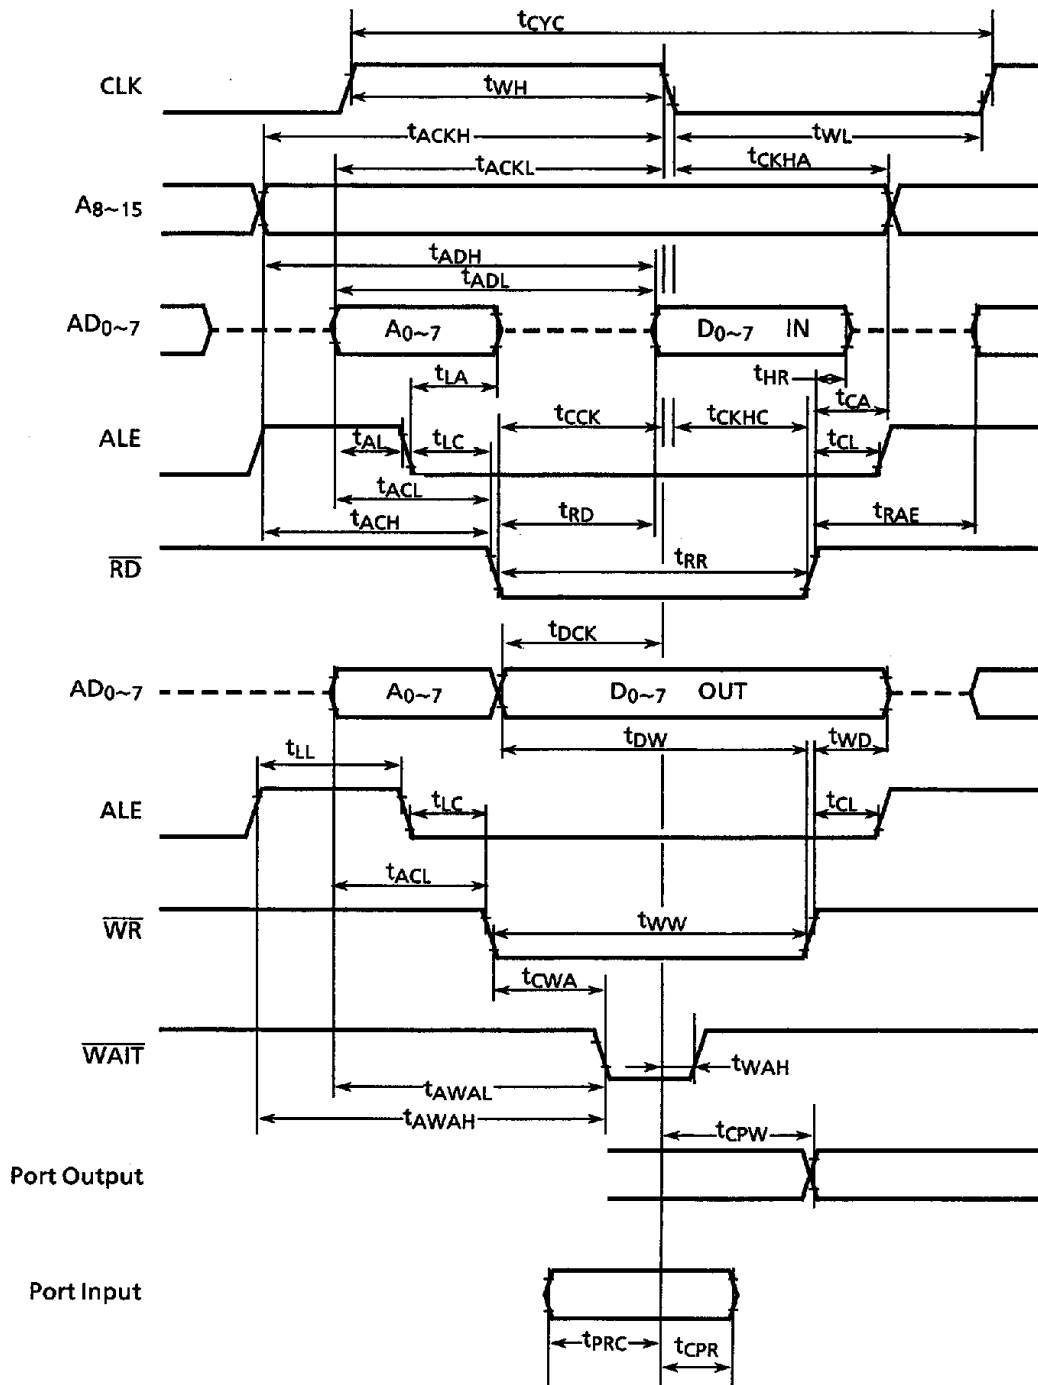 tCYC
CLK
tWH
tACKH
tWL
tACKL
tCKHA
A8~15
tADH
tADL
AD0~7
A0~7
D0~7 IN
tLA
tHR
tCA
tCCK
tCKHC
ALE
tAL
tLC
tCL
tACL
tACH
tRD
tRAE
RD
tRR
tDCK
AD0~7
A0~7
D0~7 OUT
tDW
tWD
tLL
ALE
tLC
tCL
tACL
WR
tWW
tCWA
WAIT
tWAH
tAWAL
tAWAH
tCPW
Port Output
Port Input
tPRC
tCPR